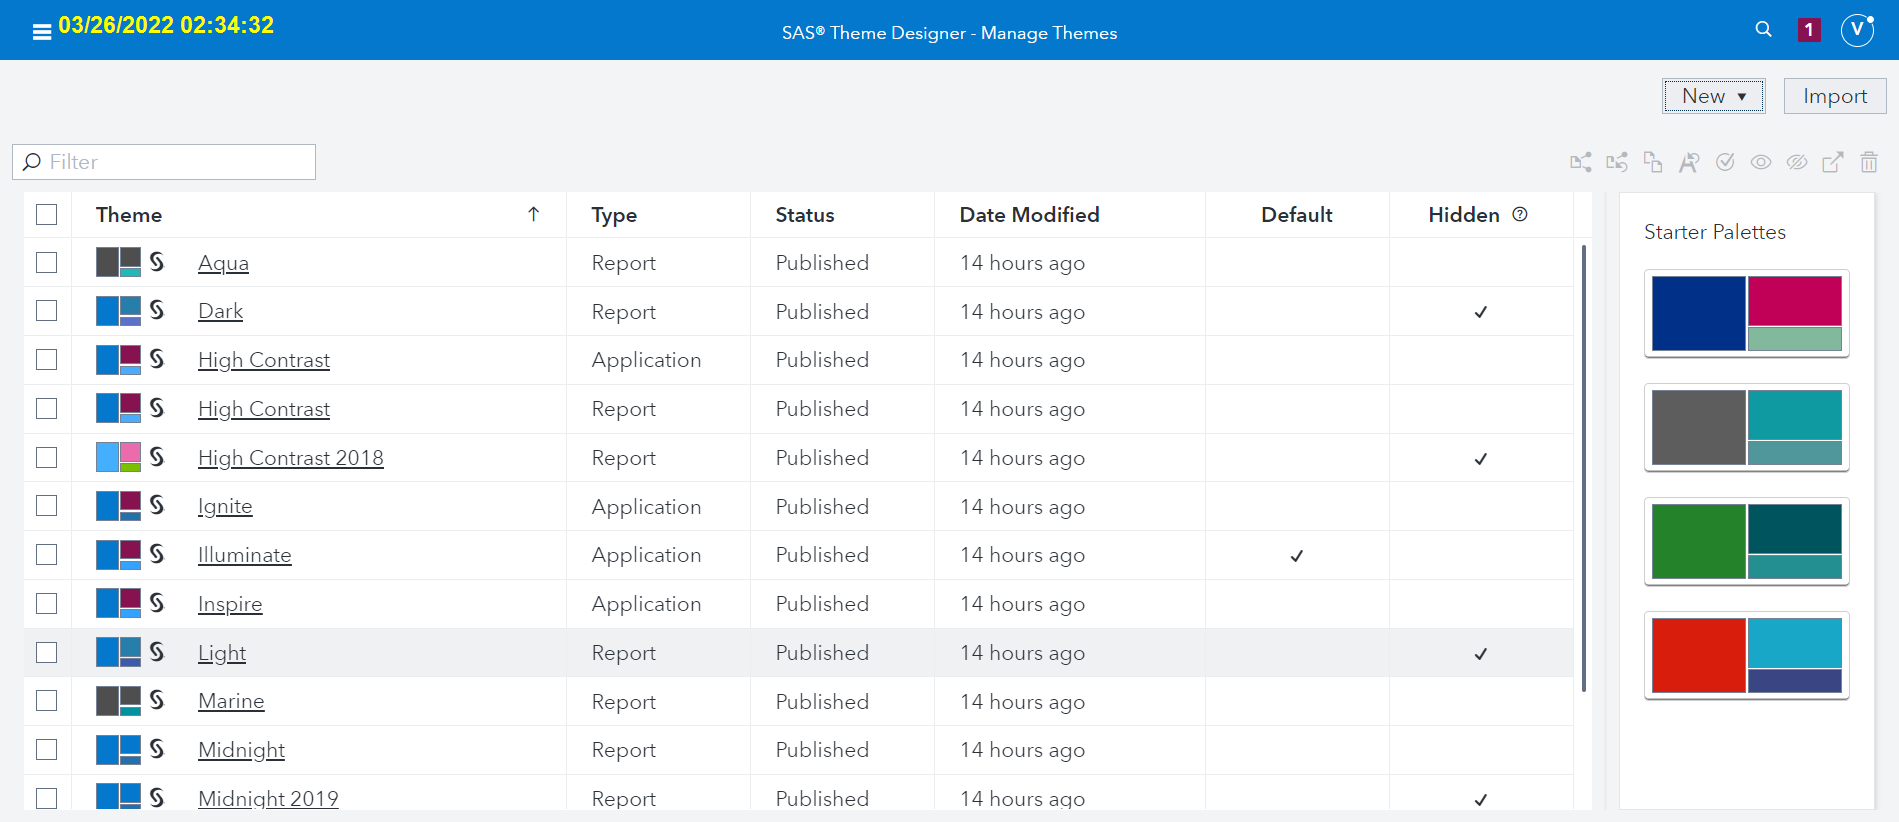 03/26/2022 02:34:32
SAS® Theme Designer - Manage Themes
1
V
New
Import
Filter
Theme Type Status Date Modified Default Hidden
Aqua Report Published 14 hours ago
Dark Report Published 14 hours ago
High Contrast Application Published 14 hours ago
High Contrast Report Published 14 hours ago
High Contrast 2018 Report Published 14 hours ago
Ignite Application Published 14 hours ago
Illuminate Application Published 14 hours ago
Inspire Application Published 14 hours ago
Light Report Published 14 hours ago
Marine Report Published 14 hours ago
Midnight Report Published 14 hours ago
Midnight 2019 Report Published 14 hours ago
Starter Palettes